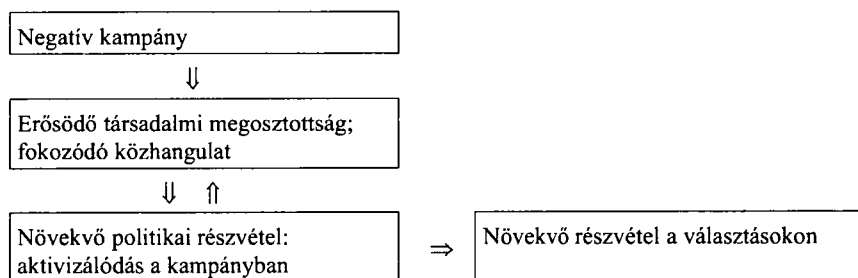 Negatív kampány
⇓
Erősödő társadalmi megosztottság;
fokozódó közhangulat
⇓ ⇑
Növekvő politikai részvétel:
aktivizálódás a kampányban
⇒
Növekvő részvétel a választásokon